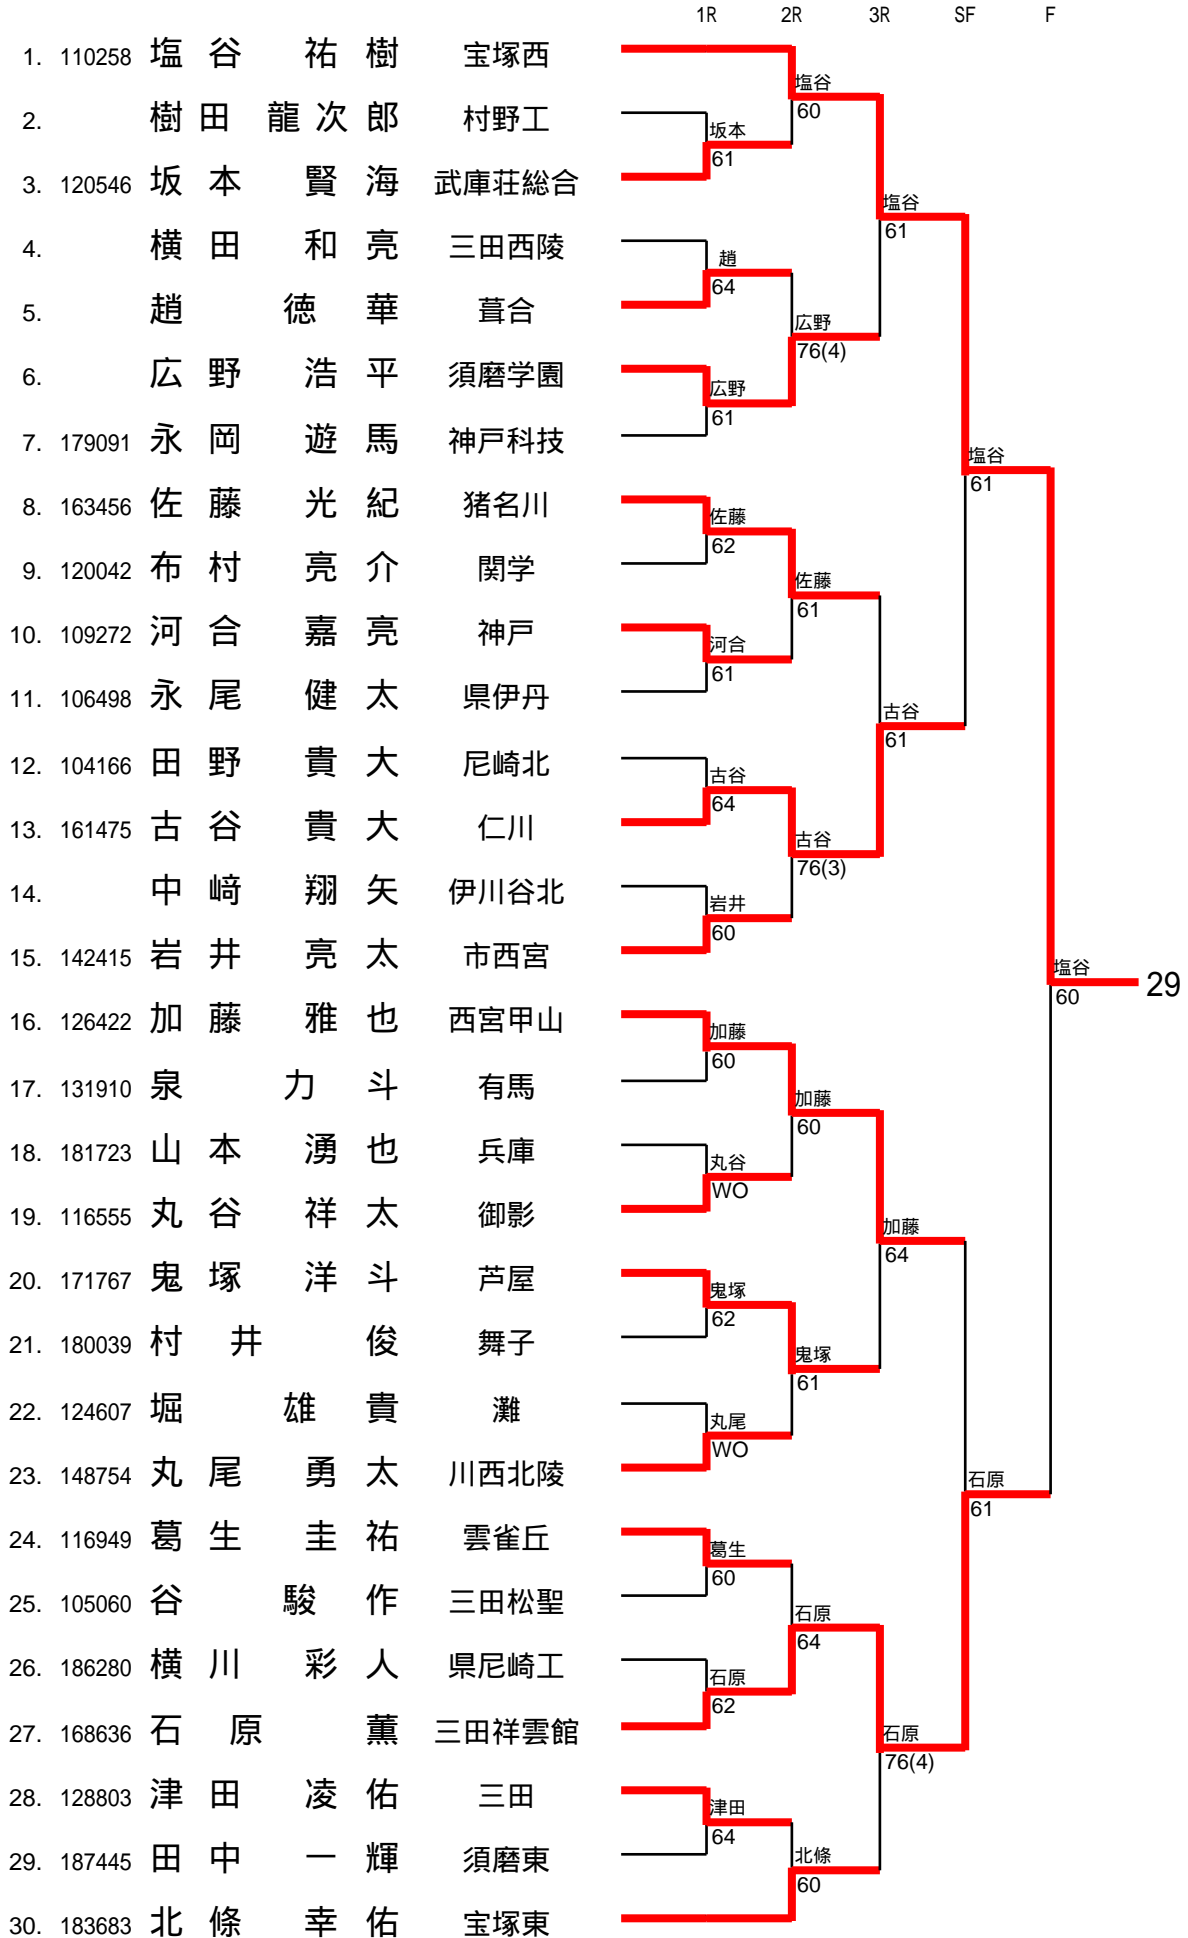 1R 2R 3R SF F
1. 110258 塩谷 祐樹 宝塚西
塩谷
60
2. 樹田 龍次郎 村野工
坂本
61
3. 120546 坂本 賢海 武庫荘総合
塩谷
61
4. 横田 和亮 三田西陵
趙
64
5. 趙 徳華 葺合
広野
76(4)
6. 広野 浩平 須磨学園
広野
61
7. 179091 永岡 遊馬 神戸科技
塩谷
61
8. 163456 佐藤 光紀 猪名川
佐藤
62
9. 120042 布村 亮介 関学
佐藤
61
10. 109272 河合 嘉亮 神戸
河合
61
11. 106498 永尾 健太 県伊丹
古谷
61
12. 104166 田野 貴大 尼崎北
古谷
64
13. 161475 古谷 貴大 仁川
古谷
76(3)
14. 中﨑 翔矢 伊川谷北
岩井
60
15. 142415 岩井 亮太 市西宮
塩谷
60
29
16. 126422 加藤 雅也 西宮甲山
加藤
60
17. 131910 泉 力斗 有馬
加藤
60
18. 181723 山本 湧也 兵庫
丸谷
WO
19. 116555 丸谷 祥太 御影
加藤
64
20. 171767 鬼塚 洋斗 芦屋
鬼塚
62
21. 180039 村井 俊 舞子
鬼塚
61
22. 124607 堀 雄貴 灘
丸尾
WO
23. 148754 丸尾 勇太 川西北陵
石原
61
24. 116949 葛生 圭祐 雲雀丘
葛生
60
25. 105060 谷 駿作 三田松聖
石原
64
26. 186280 横川 彩人 県尼崎工
石原
62
27. 168636 石原 薫 三田祥雲館
石原
76(4)
28. 128803 津田 凌佑 三田
津田
64
29. 187445 田中 一輝 須磨東
北條
60
30. 183683 北條 幸佑 宝塚東